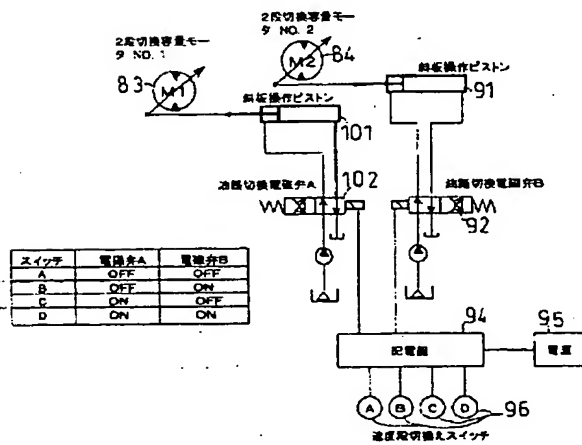 2段切換容量モー
タ NO. 1
2段切換容量モー
タ NO. 2
83
M1
M2
84
斜板操作ピストン
斜板操作ピストン
101
91
油路切換電磁弁A
102
油路切換電磁弁B
92
スイッチ 電磁弁A 電磁弁B
A OFF OFF
B OFF ON
C ON OFF
D ON ON
94
95
配電盤
電源
A B C D
96
速度段切換えスイッチ